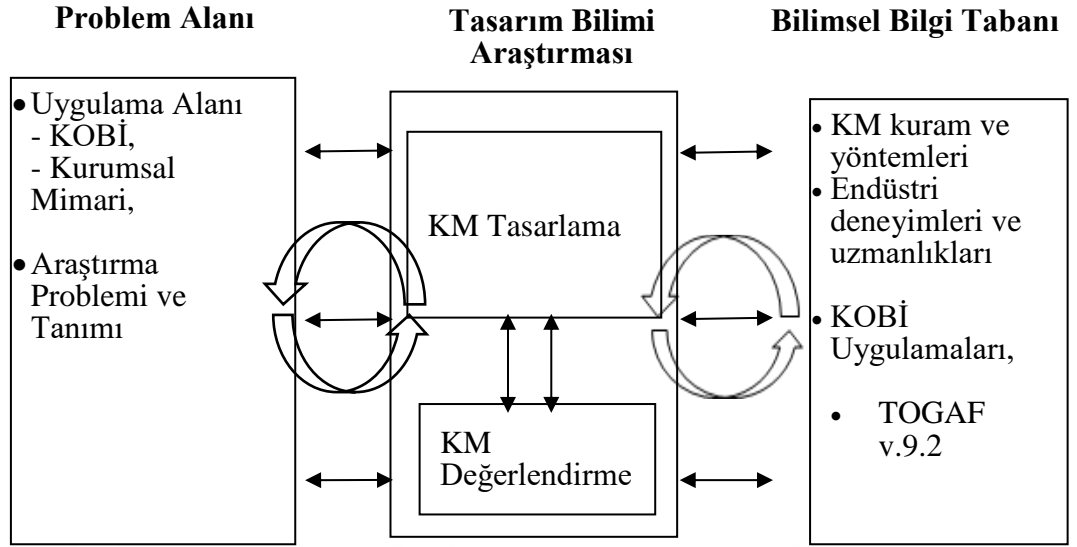 Problem Alanı
Tasarım Bilimi
Araştırması
Bilimsel Bilgi Tabanı
• Uygulama Alanı
- KOBİ,
- Kurumsal
Mimari,
• Araştırma
Problemi ve
Tanımı
KM Tasarlama
KM
Değerlendirme
• KM kuram ve
yöntemleri
• Endüstri
deneyimleri ve
uzmanlıkları
• KOBİ
Uygulamaları,
• TOGAF
v.9.2